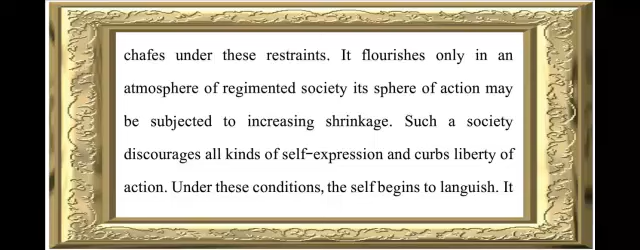 chafes under these restraints. It flourishes only in an
atmosphere of regimented society its sphere of action may
be subjected to increasing shrinkage. Such a society
discourages all kinds of self-expression and curbs liberty of
action. Under these conditions, the self begins to languish. It